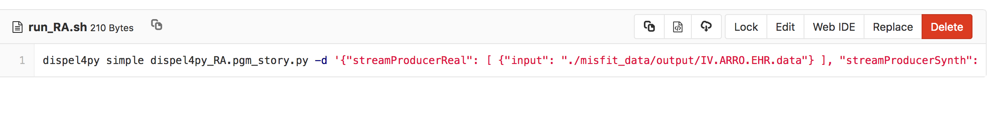 run_RA.sh 210 Bytes Lock Edit Web IDE Replace Delete
1 dispel4py simple dispel4py_RA.pgm_story.py -d '{"streamProducerReal": [ {"input": "./misfit_data/output/IV.ARRO.EHR.data"} ], "streamProducerSynth":